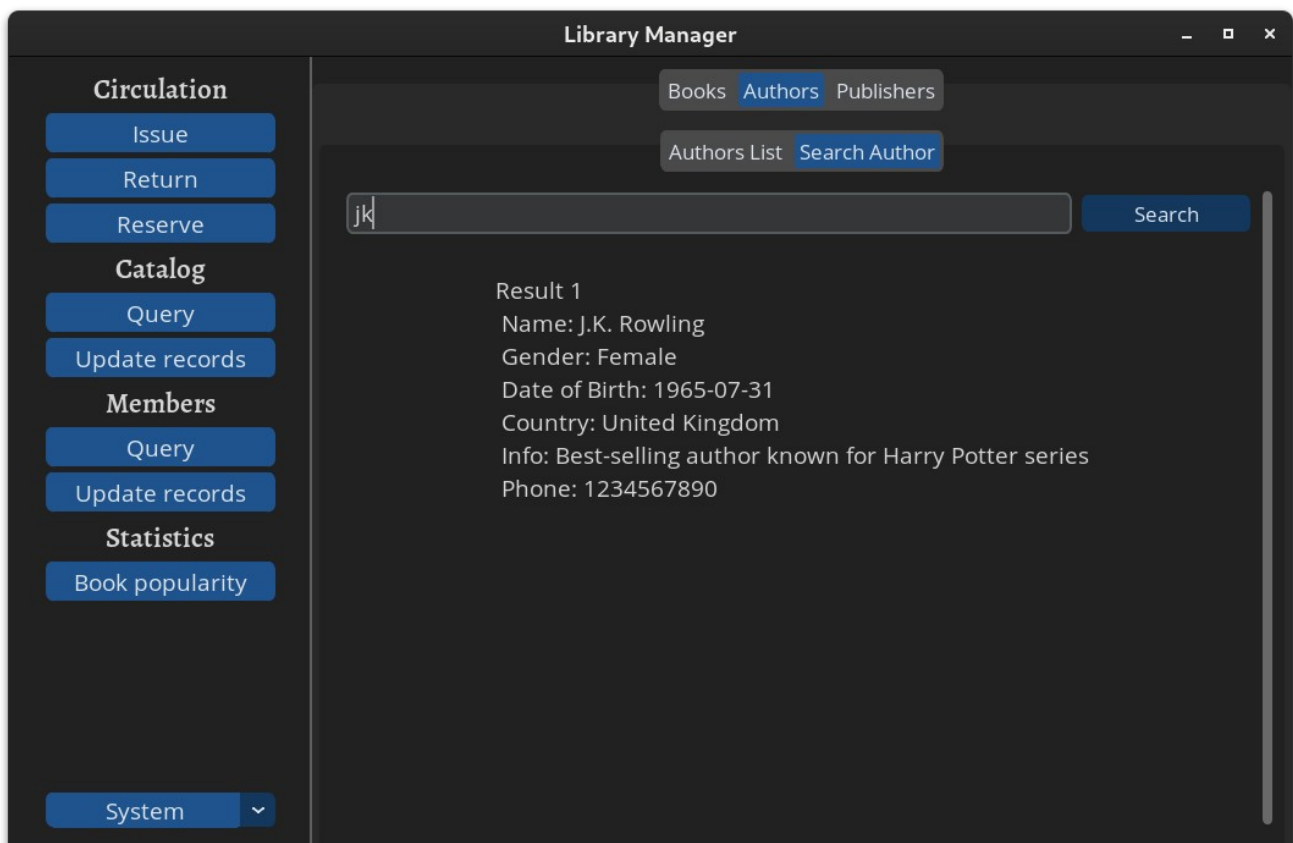 Library Manager
Circulation
Issue
Return
Reserve
Catalog
Query
Update records
Members
Query
Update records
Statistics
Book popularity
System
Books Authors Publishers
Authors List Search Author
jk Search
Result 1
Name: J.K. Rowling
Gender: Female
Date of Birth: 1965-07-31
Country: United Kingdom
Info: Best-selling author known for Harry Potter series
Phone: 1234567890